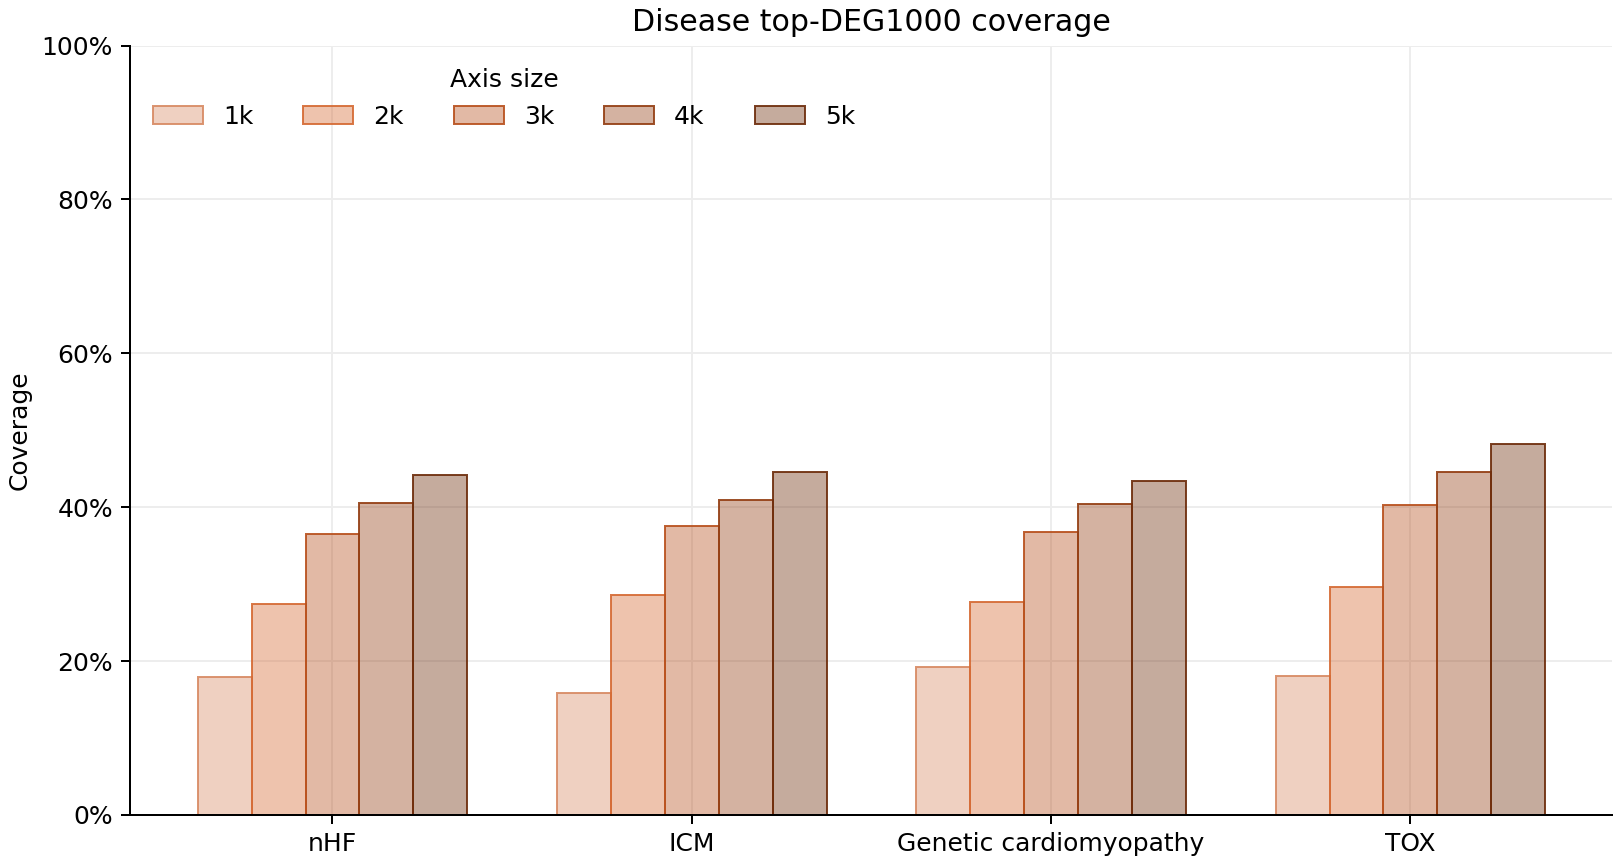 Disease top-DEG1000 coverage
Axis size
1k 2k 3k 4k 5k
Coverage
100%
80%
60%
40%
20%
0%
nHF ICM Genetic cardiomyopathy TOX